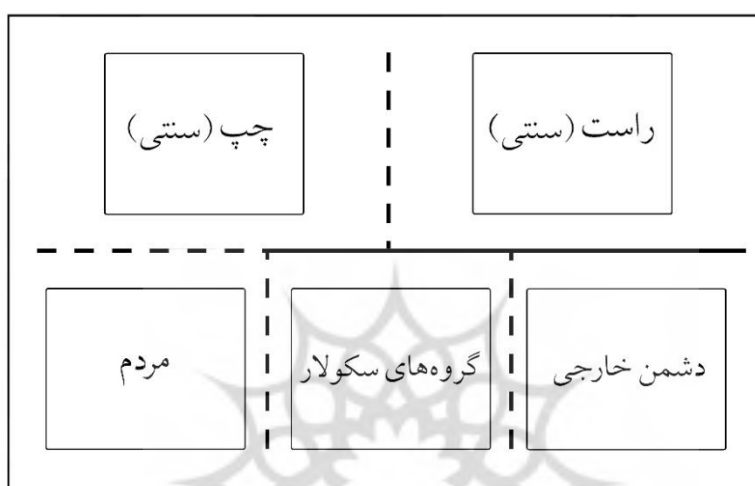 راست (سنتی)
چپ (سنتی)
دشمن خارجی
گروه‌های سکولار
مردم